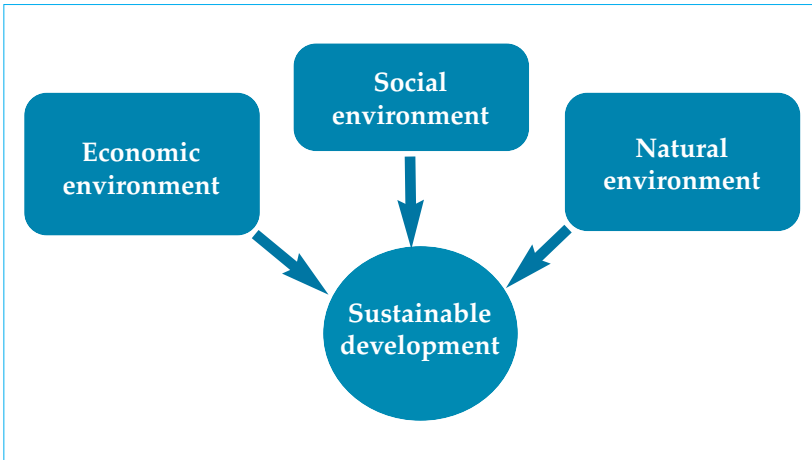 Social
environment
Economic
environment
Natural
environment
Sustainable
development